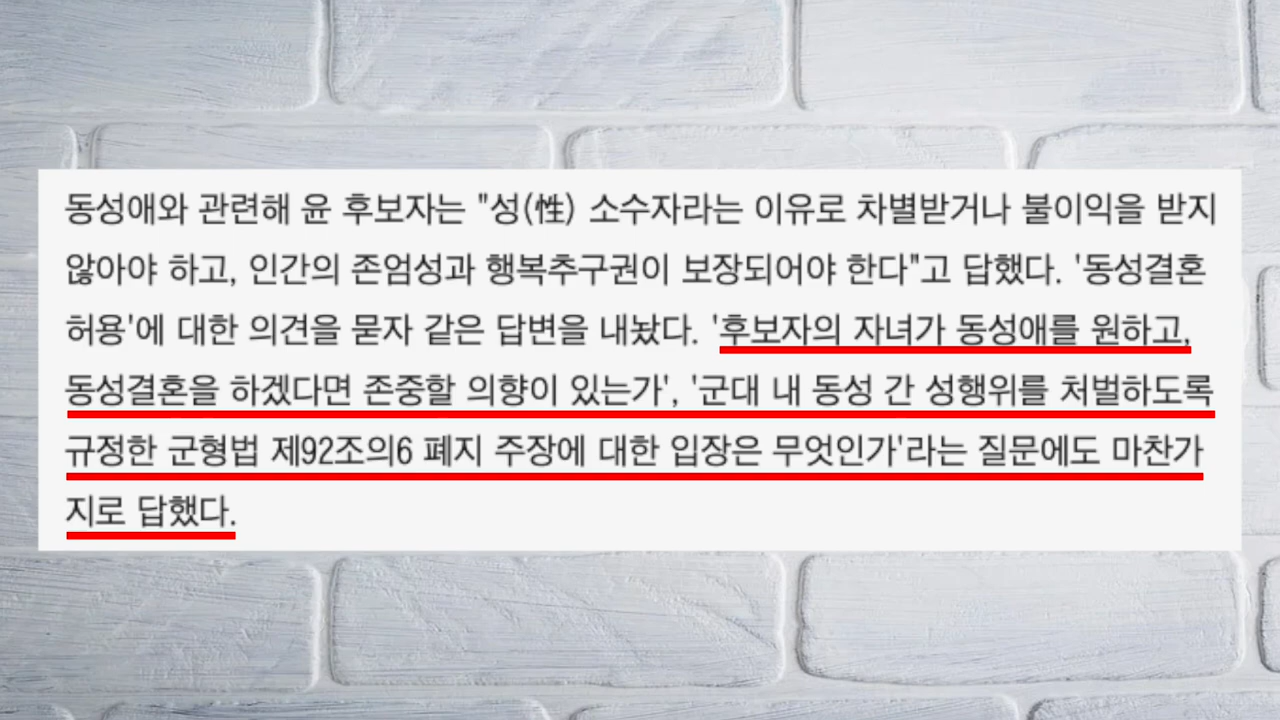 동성애와 관련해 윤 후보자는 "성(性) 소수자라는 이유로 차별받거나 불이익을 받지
않아야 하고, 인간의 존엄성과 행복추구권이 보장되어야 한다"고 답했다. '동성결혼
허용'에 대한 의견을 묻자 같은 답변을 내놨다. '후보자의 자녀가 동성애를 원하고,
동성결혼을 하겠다면 존중할 의향이 있는가', '군대 내 동성 간 성행위를 처벌하도록
규정한 군형법 제92조의6 폐지 주장에 대한 입장은 무엇인가'라는 질문에도 마찬가
지로 답했다.